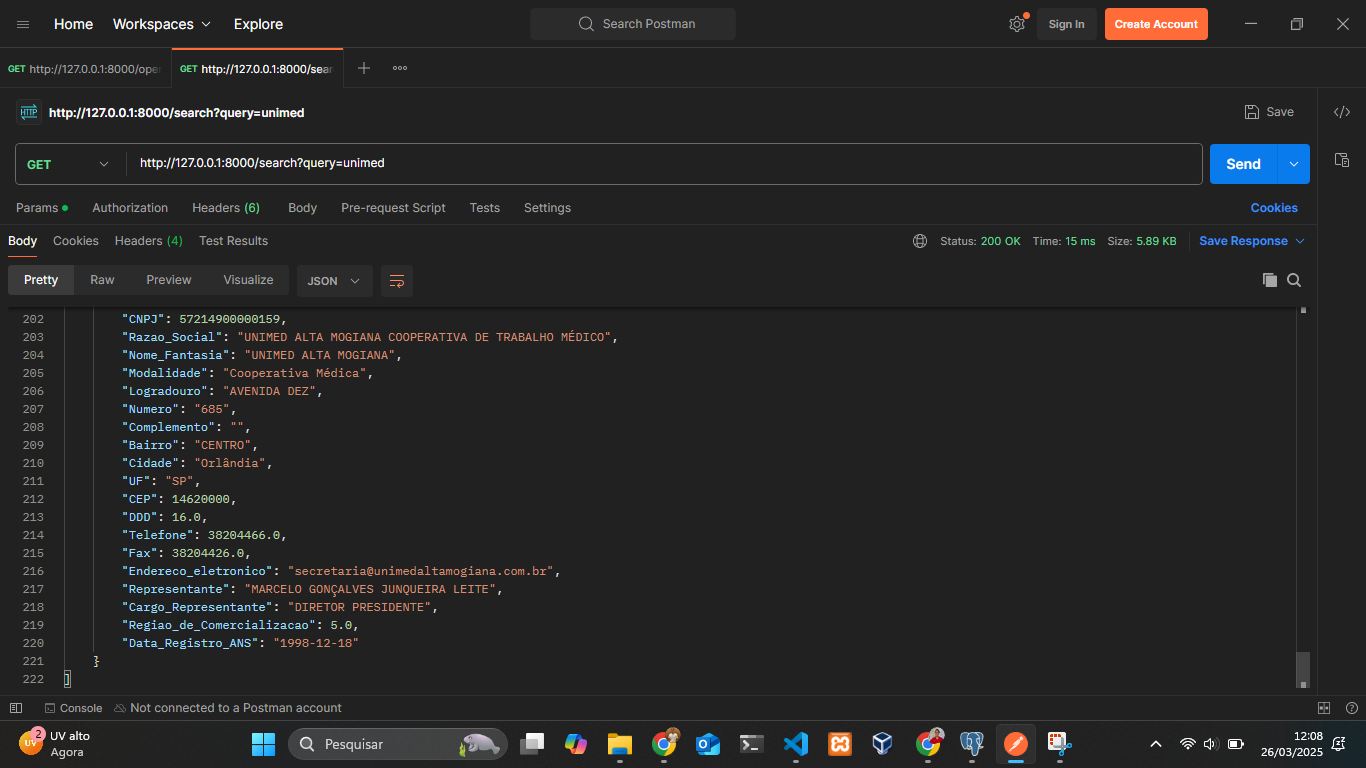 Home Workspaces Explore Search Postman Sign In Create Account
GET http://127.0.0.1:8000/ope GET http://127.0.0.1:8000/sear
HTTP http://127.0.0.1:8000/search?query=unimed Save
GET http://127.0.0.1:8000/search?query=unimed Send
Params Authorization Headers (6) Body Pre-request Script Tests Settings Cookies
Body Cookies Headers (4) Test Results Status: 200 OK Time: 15 ms Size: 5.89 KB Save Response
Pretty Raw Preview Visualize JSON
202 "CNPJ": 57214900000159,
203 "Razao_Social": "UNIMED ALTA MOGIANA COOPERATIVA DE TRABALHO MÉDICO",
204 "Nome_Fantasia": "UNIMED ALTA MOGIANA",
205 "Modalidade": "Cooperativa Médica",
206 "Logradouro": "AVENIDA DEZ",
207 "Numero": "685",
208 "Complemento": "",
209 "Bairro": "CENTRO",
210 "Cidade": "Orlândia",
211 "UF": "SP",
212 "CEP": 14620000,
213 "DDD": 16.0,
214 "Telefone": 38204466.0,
215 "Fax": 38204426.0,
216 "Endereco_eletronico": "secretaria@unimedaltamogiana.com.br",
217 "Representante": "MARCELO GONÇALVES JUNQUEIRA LEITE",
218 "Cargo_Representante": "DIRETOR PRESIDENTE",
219 "Regiao_de_Comercializacao": 5.0,
220 "Data_Registro_ANS": "1998-12-18"
221 }
222 ]
Console Not connected to a Postman account
UV 2 UV alto
Agora
Pesquisar
12:08
26/03/2025